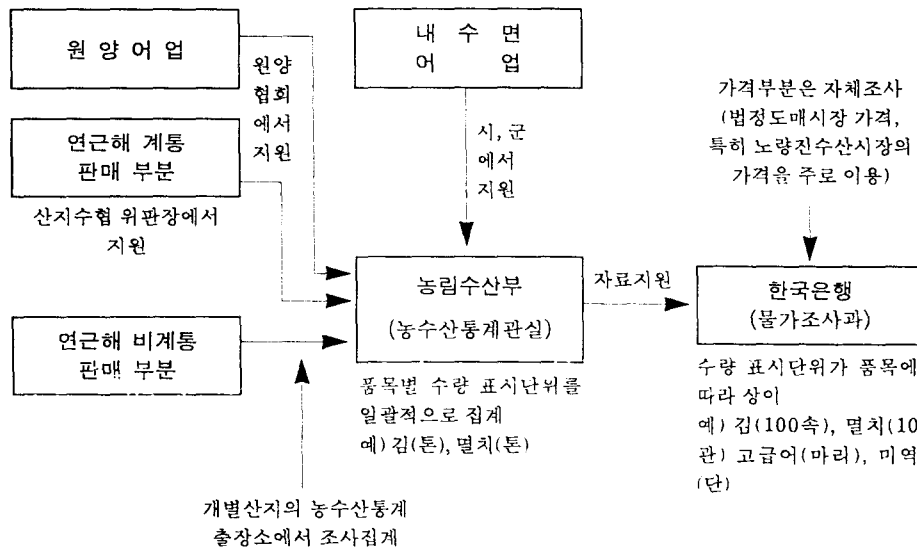 원 양 어 업
원양
협회
에서
지원
내 수 면
어 업
시, 군
에서
지원
가격부분은 자체조사
(법정도매시장 가격,
특히 노량진수산시장의
가격을 주로 이용)
연근해 계통
판매 부분
산지수협 위판장에서
지원
농림수산부
(농수산통계관실)
자료지원
한국은행
(물가조사과)
연근해 비계통
판매 부분
품목별 수량 표시단위를
일괄적으로 집계
예) 김(톤), 멸치(톤)
수량 표시단위가 품목에
따라 상이
예) 김(100속), 멸치(10
관) 고급어(마리), 미역
(단)
개별산지의 농수산통계
출장소에서 조사집계